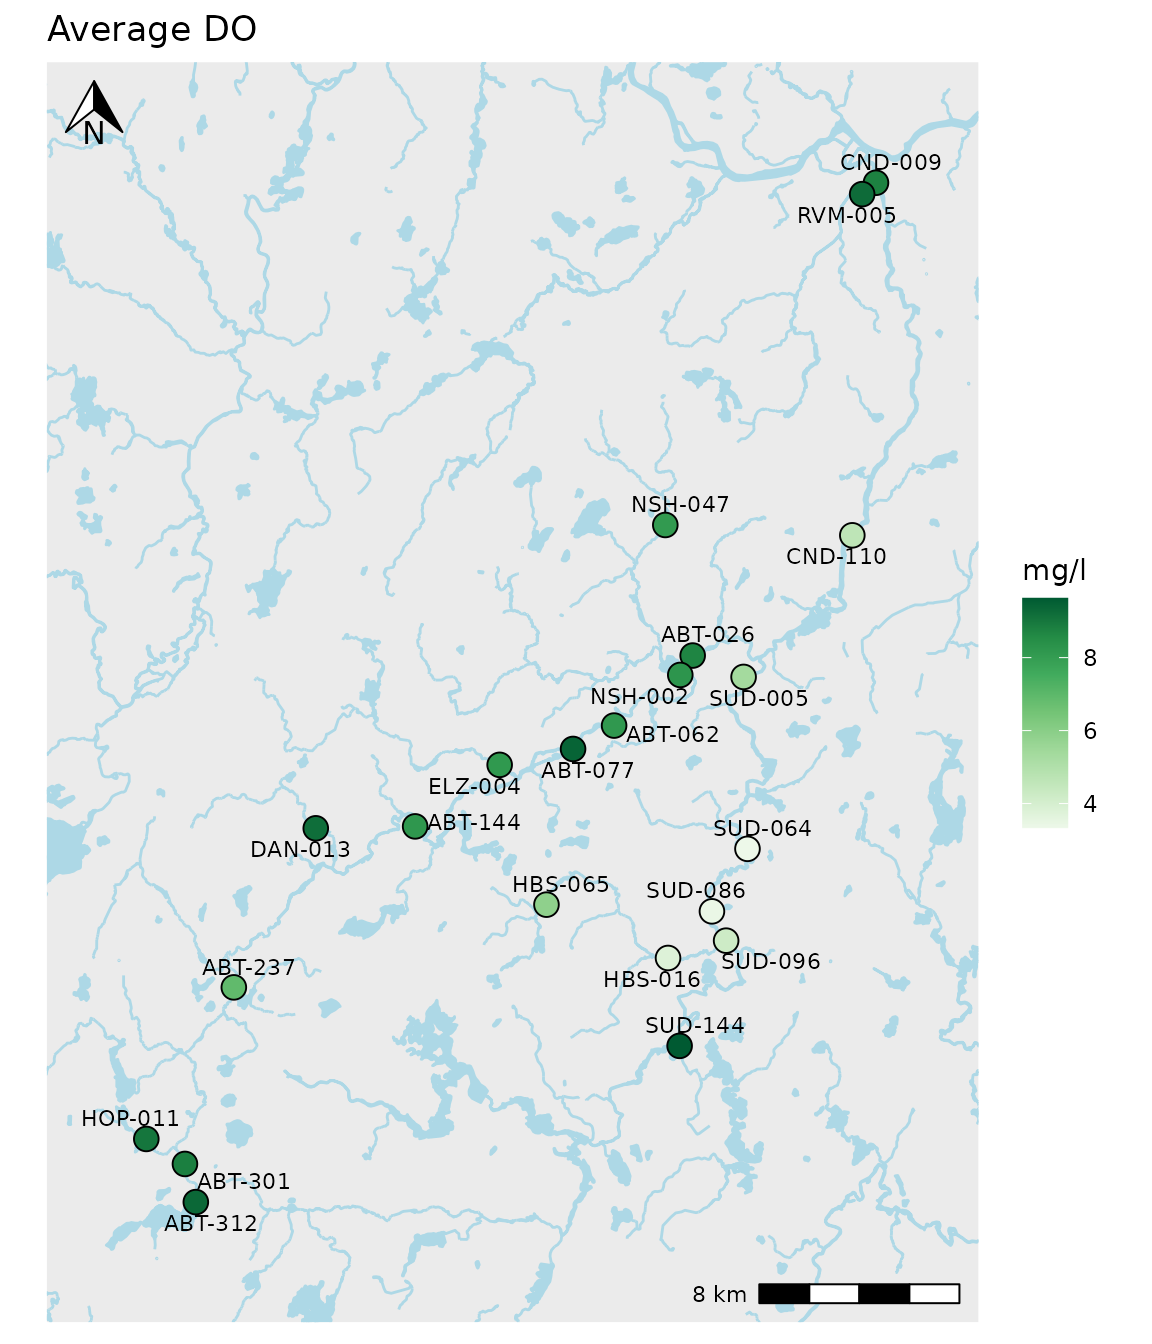 Average DO
N
CND-009
RVM-005
NSH-047
CND-110
mg/l
ABT-026
8
NSH-002
SUD-005
ABT-062
6
ABT-077
ELZ-004
4
ABT-144
SUD-064
DAN-013
HBS-065
SUD-086
SUD-096
ABT-237
HBS-016
SUD-144
HOP-011
ABT-301
ABT-312
8 km